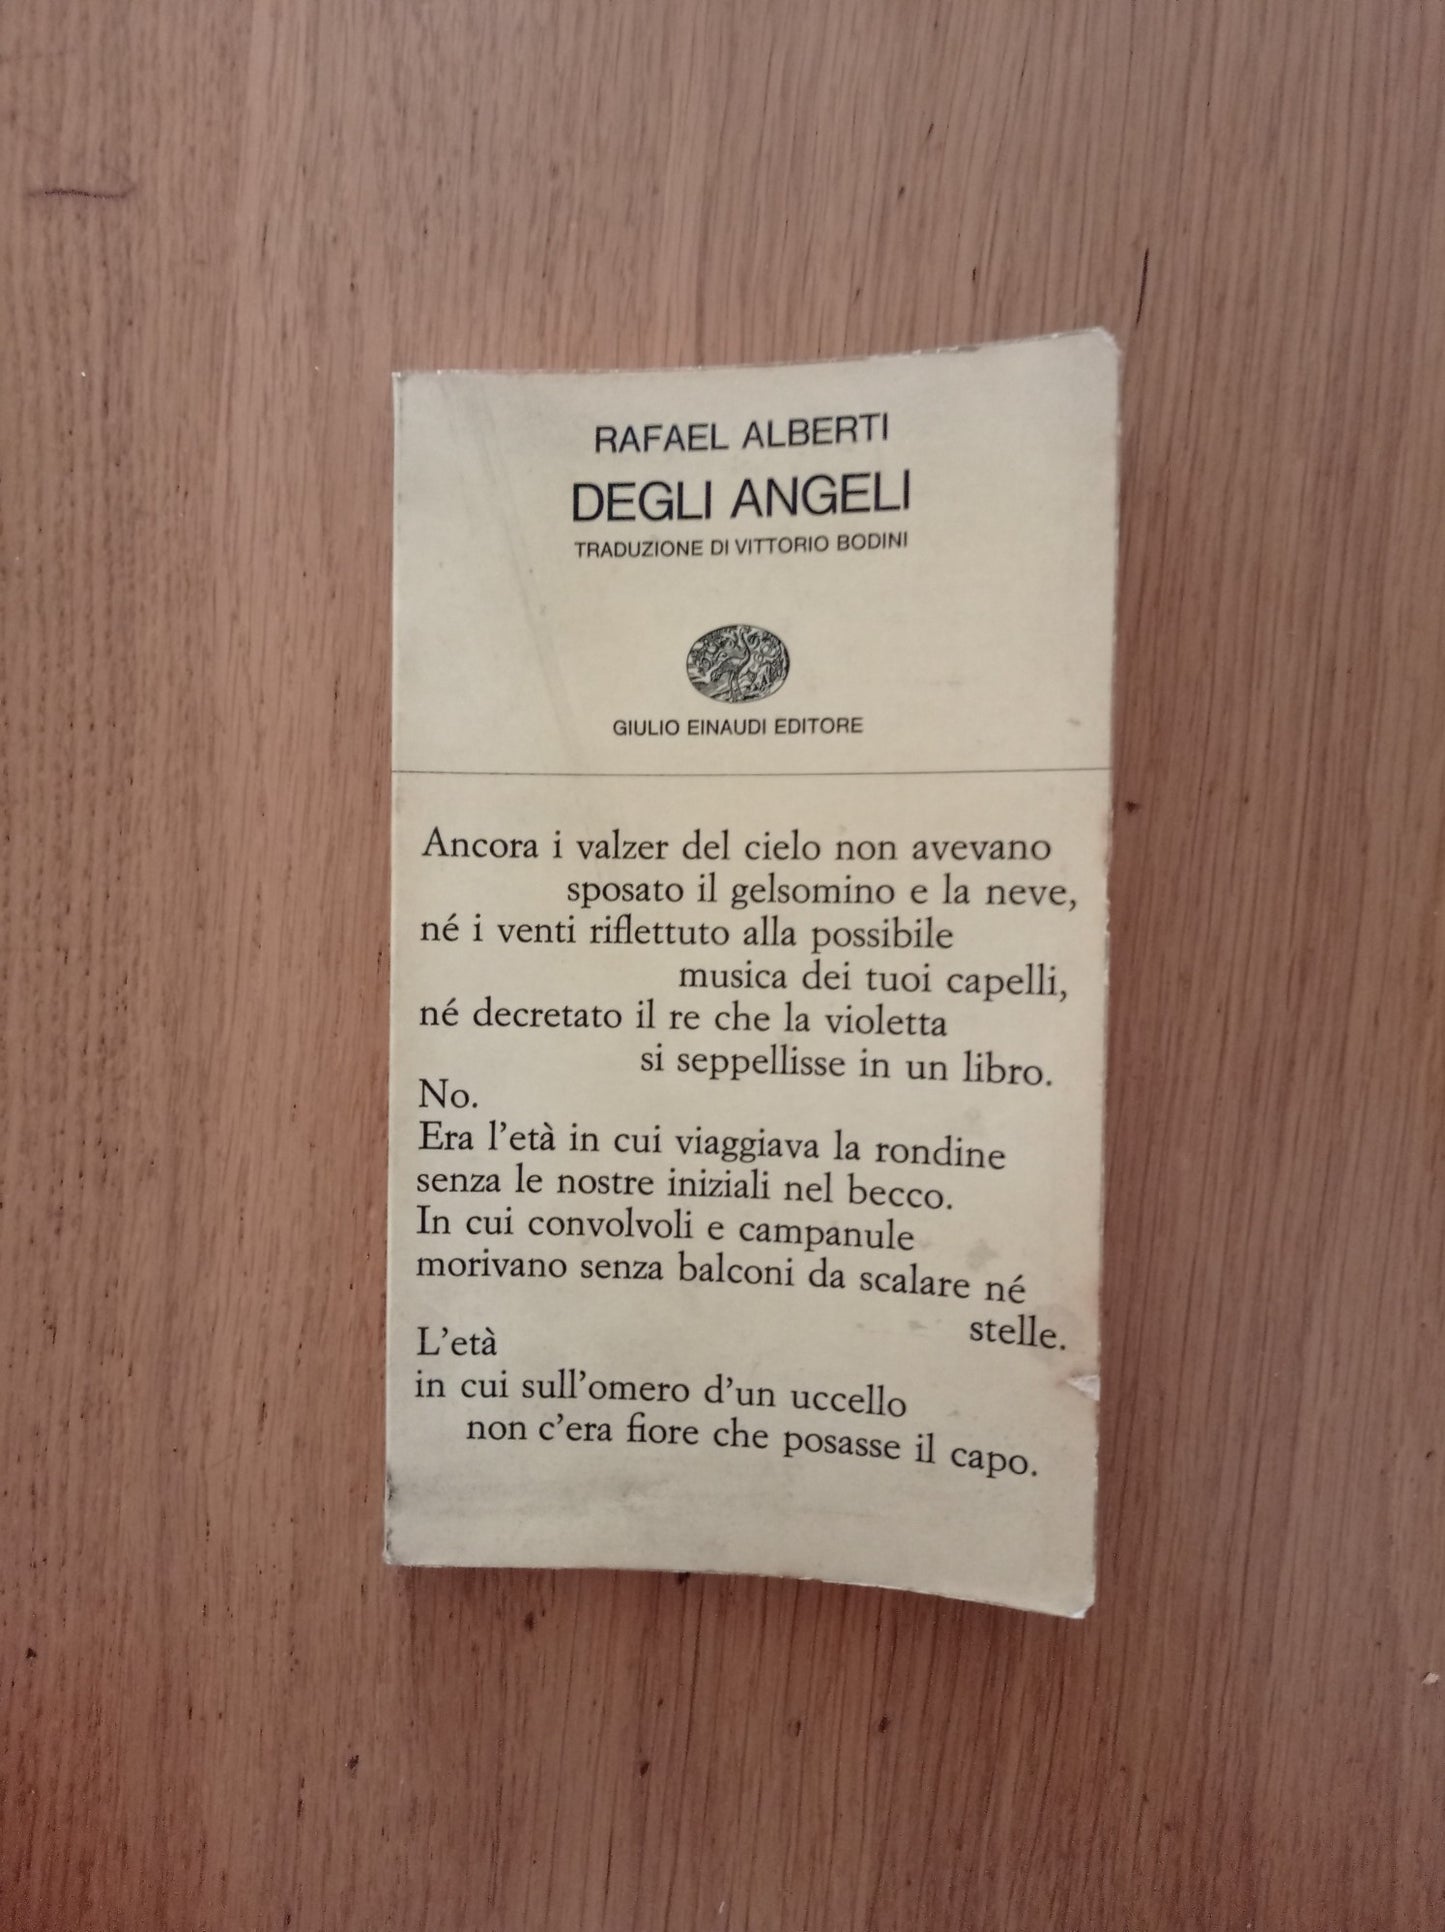 RAFAEL ALBERTI
DEGLI ANGELI
TRADUZIONE DI VITTORIO BODINI
GIULIO EINAUDI EDITORE
Ancora i valzer del cielo non avevano
sposato il gelsomino e la neve,
né i venti riflettuto alla possibile
musica dei tuoi capelli,
né decretato il re che la violetta
si seppellisse in un libro.
No.
Era l'età in cui viaggiava la rondine
senza le nostre iniziali nel becco.
In cui convolvoli e campanule
morivano senza balconi da scalare né
stelle.
L'età
in cui sull'omero d'un uccello
non c'era fiore che posasse il capo.